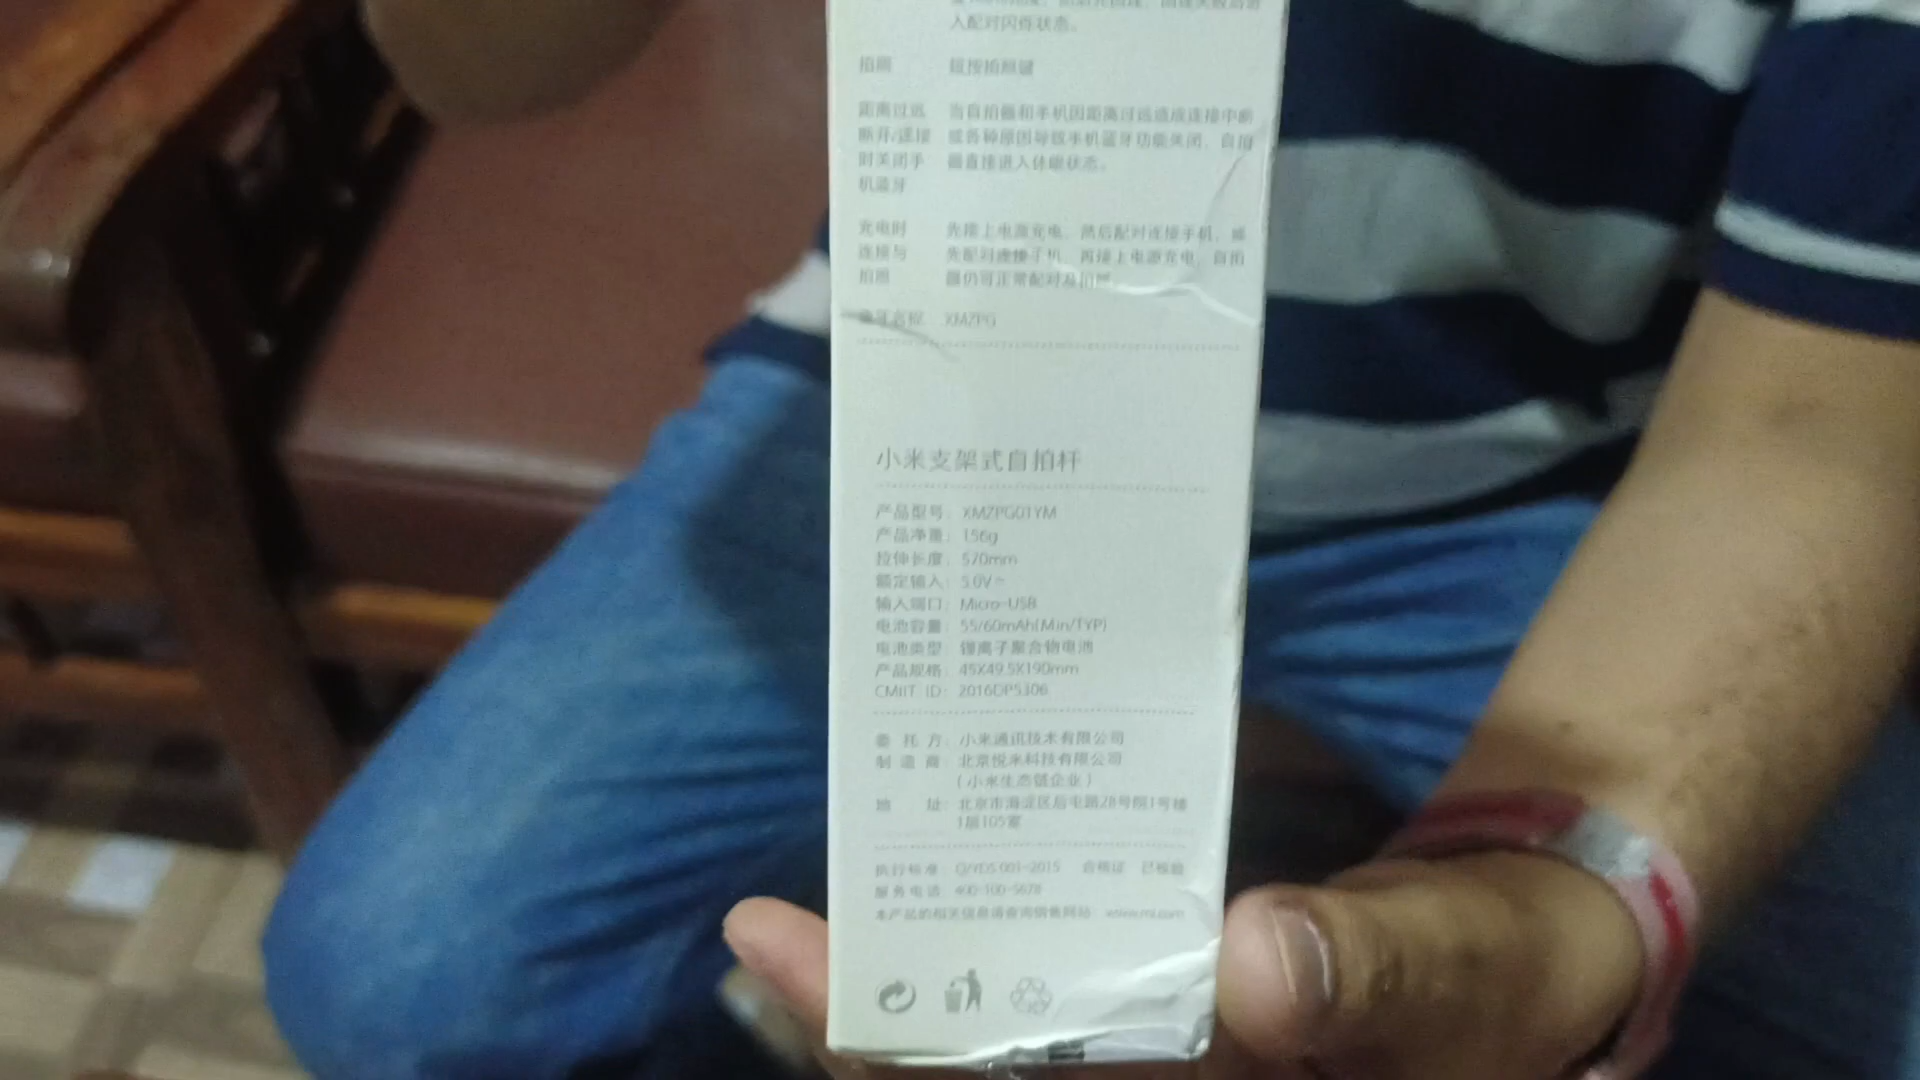 入配对闪烁状态。
拍照 短按拍照键
距离过远 当自拍器和手机因距离过远造成连接中断
断开/连接 或各种原因导致手机蓝牙功能关闭，自拍
时关闭手 器直接进入休眠状态。
机蓝牙
充电时 先接上电源充电，然后配对连接手机，或
连接与 先配对连接手机，再接上电源充电，自拍
拍照 器仍可正常配对及拍照。
蓝牙名称 XMZPG
小米支架式自拍杆
产品型号：XMZPG01YM
产品净重：156g
拉伸长度：570mm
额定输入：5.0V⎓
输入端口：Micro-USB
电池容量：55/60mAh(Min/TYP)
电池类型：锂离子聚合物电池
产品规格：45X49.5X190mm
CMIIT ID：2016DP5306
委 托 方：小米通讯技术有限公司
制 造 商：北京悦米科技有限公司
(小米生态链企业)
地 址：北京市海淀区后屯路28号院1号楼
1层105室
执行标准：Q/YDS 001-2015 合格证 已检验
服务电话：400-100-5678
本产品的相关信息请查询销售网站：www.mi.com